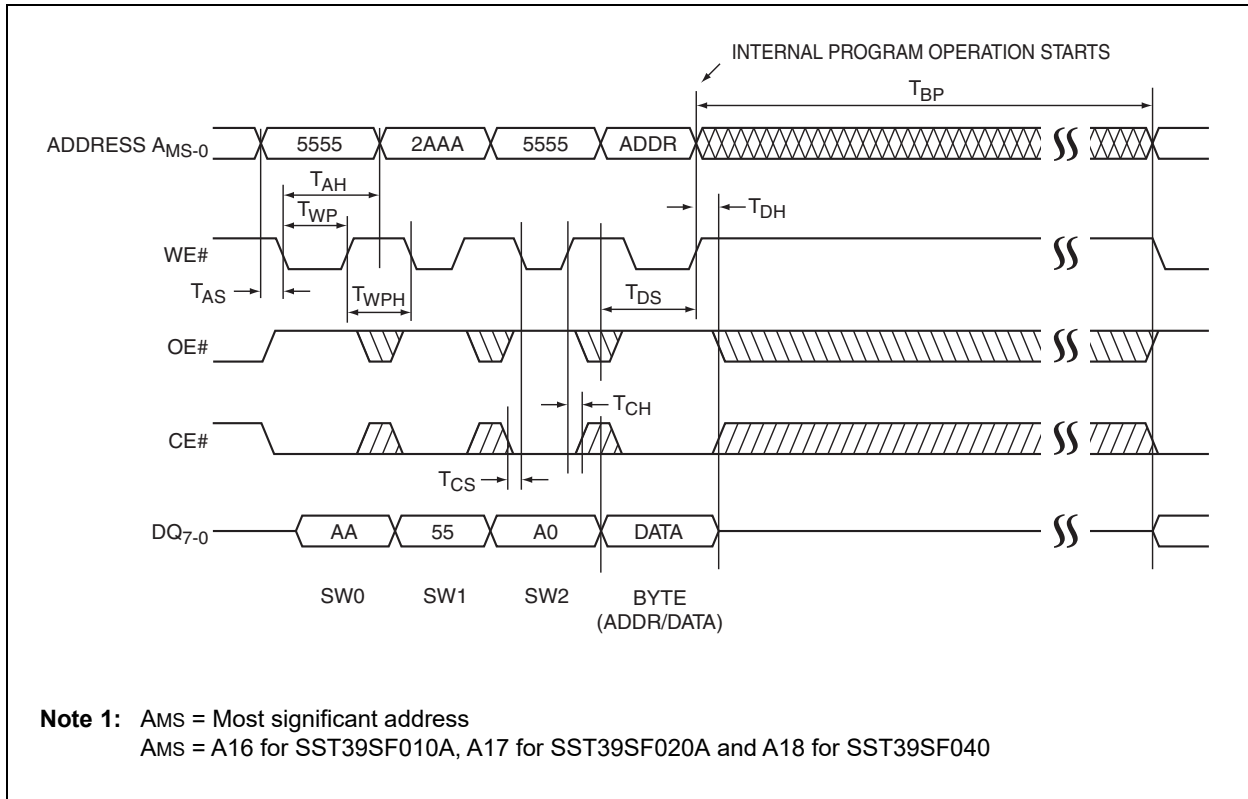 INTERNAL PROGRAM OPERATION STARTS
TBP
ADDRESS AMS-0
5555
2AAA
5555
ADDR
TAH
TWP
TDH
WE#
TAS
TWPH
TDS
OE#
TCH
CE#
TCS
DQ7-0
AA
55
A0
DATA
SW0
SW1
SW2
BYTE
(ADDR/DATA)
Note 1: AMS = Most significant address
AMS = A16 for SST39SF010A, A17 for SST39SF020A and A18 for SST39SF040